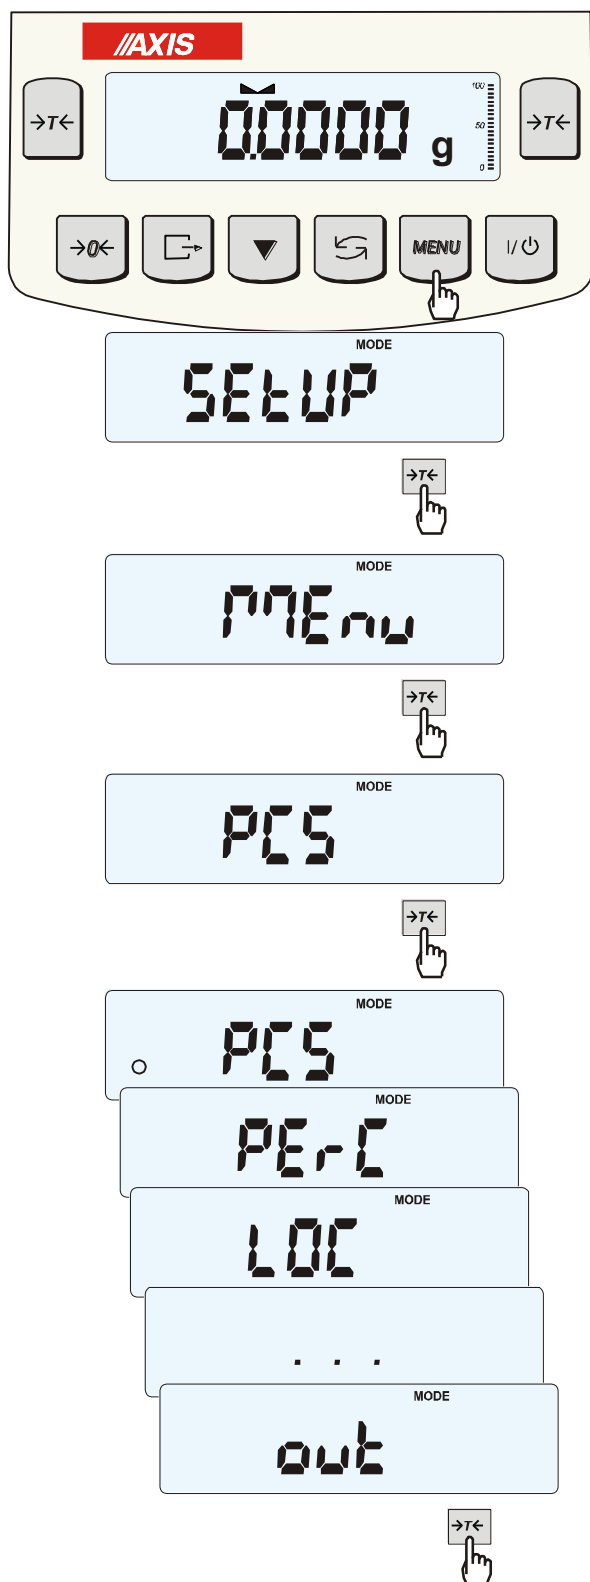 //AXIS
100
→T← 0.0000 g 50 →T←
0
→0← MENU I/
MODE
SEtUP
→T←
MODE
MEnu
→T←
MODE
PCS
→T←
MODE
PCS
MODE
PErC
MODE
LOC
. . .
MODE
out
→T←